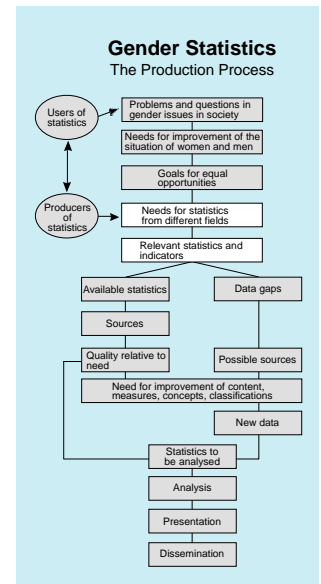 Gender Statistics
The Production Process
Users of
statistics
Problems and questions in
gender issues in society
Needs for improvement of the
situation of women and men
Goals for equal
opportunities
Producers
of
statistics
Needs for statistics
from different fields
Relevant statistics and
indicators
Available statistics
Data gaps
Sources
Quality relative to
need
Possible sources
Need for improvement of content,
measures, concepts, classifications
New data
Statistics to
be analysed
Analysis
Presentation
Dissemination